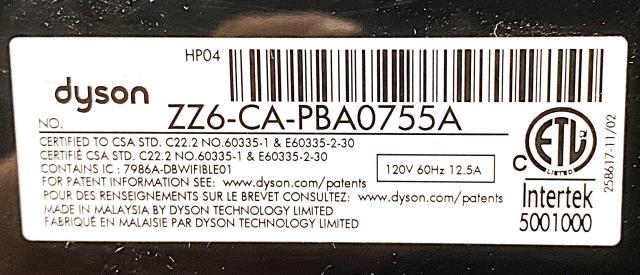 HP04
dyson
NO. ZZ6-CA-PBA0755A
CERTIFIED TO CSA STD. C22.2 NO.60335-1 & E60335-2-30
CERTIFIÉ CSA STD. C22.2 NO.60335-1 & E60335-2-30
CONTAINS IC : 7986A-DBWIFIBLE01
FOR PATENT INFORMATION SEE: www.dyson.com/patents
POUR DES RENSEIGNEMENTS SUR LE BREVET CONSULTEZ: www.dyson.com/patents
MADE IN MALAYSIA BY DYSON TECHNOLOGY LIMITED
FABRIQUÉ EN MALAISIE PAR DYSON TECHNOLOGY LIMITED
120V 60Hz 12.5A
C ETL
LISTED
Intertek
5001000
258617-11/02